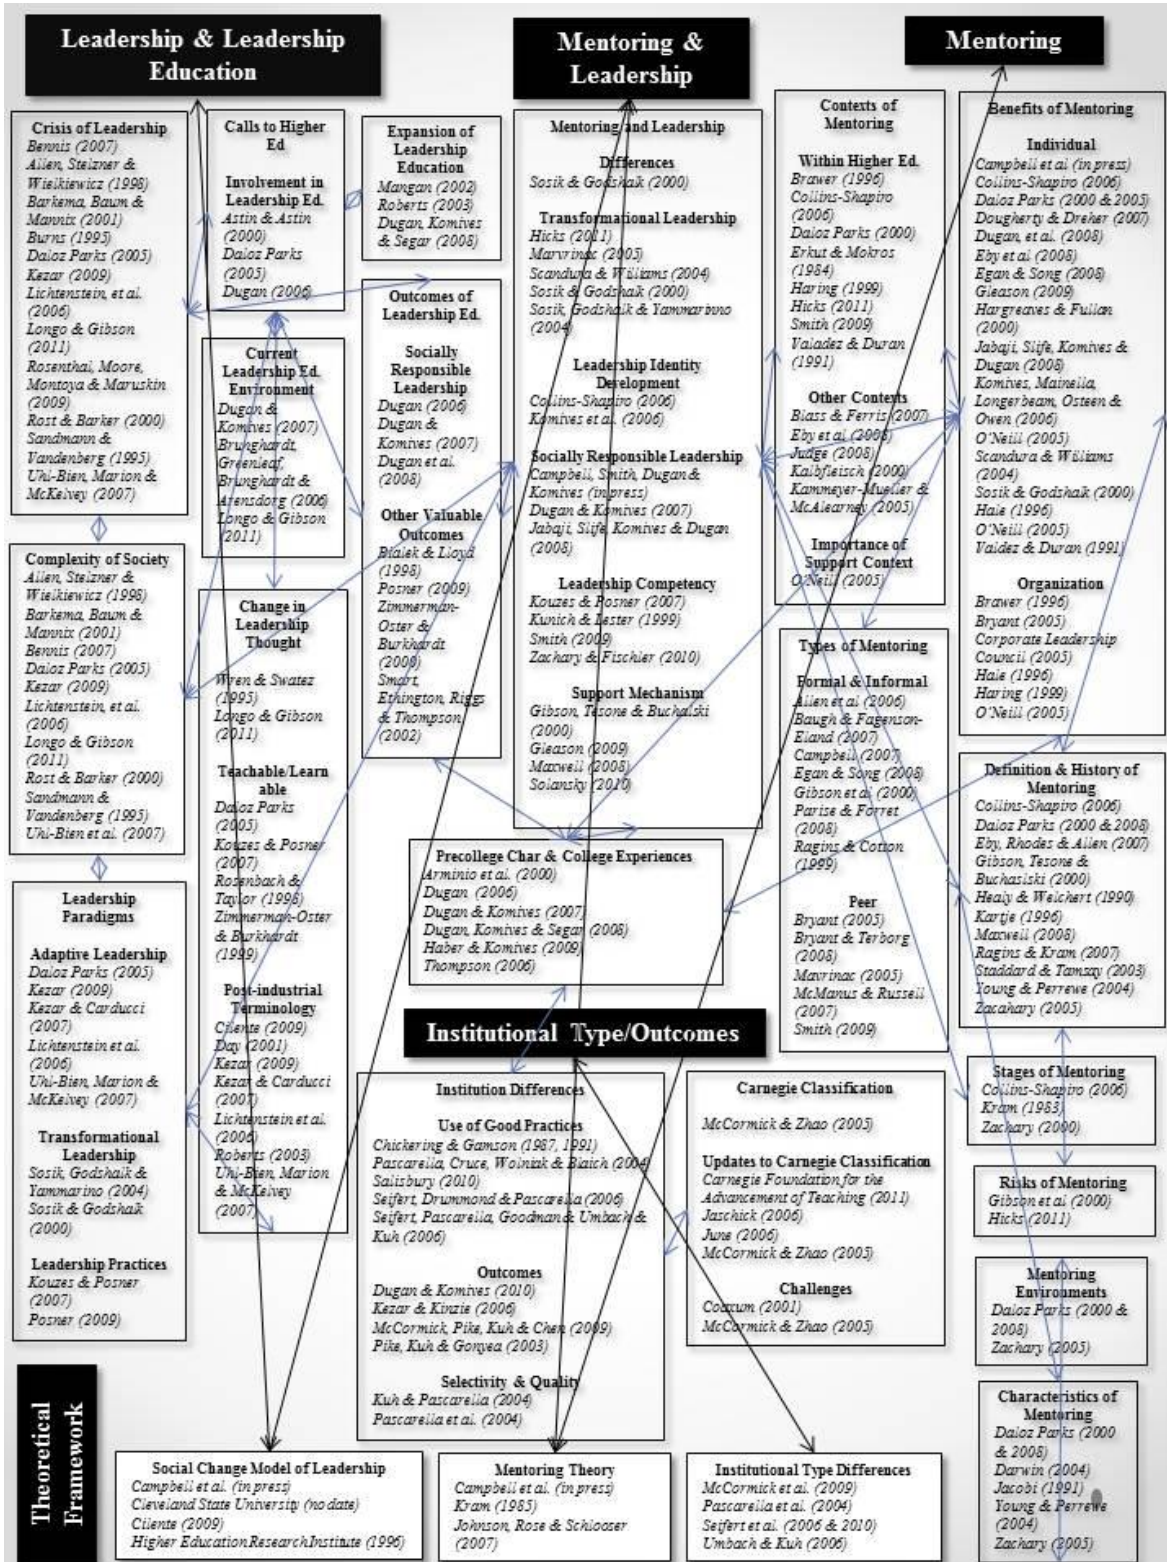 Leadership & Leadership
Education
Mentoring &
Leadership
Mentoring
Crisis of Leadership
Bennis (2007)
Allen, Stelzner &
Wielkiewicz (1998)
Barkema, Baum &
Mannix (2001)
Burns (1995)
Daloz Parks (2005)
Kezar (2009)
Lichtenstein, et al.
(2006)
Longo & Gibson
(2011)
Rosenthal, Moore,
Montoya & Maruskin
(2009)
Rost & Barker (2000)
Sandmann &
Vandenberg (1995)
Uhl-Bien, Marion &
McKelvey (2007)
Complexity of Society
Allen, Stelzner &
Wielkiewicz (1998)
Barkema, Baum &
Mannix (2001)
Bennis (2007)
Daloz Parks (2005)
Kezar (2009)
Lichtenstein, et al.
(2006)
Longo & Gibson
(2011)
Rost & Barker (2000)
Sandmann &
Vandenberg (1995)
Uhl-Bien et al. (2007)
Leadership
Paradigms
Adaptive Leadership
Daloz Parks (2005)
Kezar (2009)
Kezar & Carducci
(2007)
Lichtenstein et al.
(2006)
Uhl-Bien, Marion &
McKelvey (2007)
Transformational
Leadership
Sosik, Godshalk &
Yammarino (2004)
Sosik & Godshalk
(2000)
Leadership Practices
Kouzes & Posner
(2007)
Posner (2009)
Calls to Higher
Ed
Involvement in
Leadership Ed.
Astin & Astin
(2000)
Daloz Parks
(2005)
Dugan (2006)
Current
Leadership Ed.
Environment
Dugan &
Komives (2007)
Brunghardt,
Greenleaf,
Brunghardt &
Arensdorg (2006)
Longo & Gibson
(2011)
Change in
Leadership
Thought
Wren & Swatez
(1995)
Longo & Gibson
(2011)
Teachable/Learn
able
Daloz Parks
(2005)
Kouzes & Posner
(2007)
Rosenbach &
Taylor (1998)
Zimmerman-Oster
& Burkhardt
(1999)
Post-industrial
Terminology
Cilente (2009)
Day (2001)
Kezar (2009)
Kezar & Carducci
(2007)
Lichtenstein et al.
(2006)
Roberts (2003)
Uhl-Bien, Marion
& McKelvey
(2007)
Expansion of
Leadership
Education
Mangan (2002)
Roberts (2003)
Dugan, Komives
& Segar (2008)
Outcomes of
Leadership Ed.
Socially
Responsible
Leadership
Dugan (2006)
Dugan &
Komives (2007)
Dugan et al.
(2008)
Other Valuable
Outcomes
Bialek & Lloyd
(1998)
Posner (2009)
Zimmerman-
Oster &
Burkhardt
(2000)
Smart,
Ethington, Riggs
& Thompson
(2002)
Mentoring and Leadership
Differences
Sosik & Godshalk (2000)
Transformational Leadership
Hicks (2011)
Marvrinac (2005)
Scandura & Williams (2004)
Sosik & Godshalk (2000)
Sosik, Godshalk & Yammarinno
(2004)
Leadership Identity
Development
Collins-Shapiro (2006)
Komives et al. (2006)
Socially Responsible Leadership
Campbell, Smith, Dugan &
Komives (in press)
Dugan & Komives (2007)
Jabaji, Slife, Komives & Dugan
(2008)
Leadership Competency
Kouzes & Posner (2007)
Kunich & Lester (1999)
Smith (2009)
Zachary & Fischler (2010)
Support Mechanism
Gibson, Tesone & Buchalski
(2000)
Gleason (2009)
Maxwell (2008)
Solansky (2010)
Precollege Char & College Experiences
Arminio et al. (2000)
Dugan (2006)
Dugan & Komives (2007)
Dugan, Komives & Segar (2008)
Haber & Komives (2009)
Thompson (2006)
Contexts of
Mentoring
Within Higher Ed.
Brawer (1996)
Collins-Shapiro
(2006)
Daloz Parks (2000)
Erkut & Mokros
(1984)
Haring (1999)
Hicks (2011)
Smith (2009)
Valadez & Duran
(1991)
Other Contexts
Blass & Ferris (2007)
Eby et al (2008)
Judge (2008)
Kalbfleisch (2000)
Kammeyer-Mueller &
McAlearney (2005)
Importance of
Support Context
O'Neill (2005)
Types of Mentoring
Formal & Informal
Allen et al (2006)
Baugh & Fagenson-
Eland (2007)
Campbell (2007)
Egan & Song (2008)
Gibson et al (2000)
Parise & Forret
(2008)
Ragins & Cotton
(1999)
Peer
Bryant (2005)
Bryant & Terborg
(2008)
Mavrinac (2005)
McManus & Russell
(2007)
Smith (2009)
Benefits of Mentoring
Individual
Campbell et al (in press)
Collins-Shapiro (2006)
Daloz Parks (2000 & 2005)
Dougherty & Dreher (2007)
Dugan, et al. (2008)
Eby et al (2008)
Egan & Song (2008)
Gleason (2009)
Hargreaves & Fullan
(2000)
Jabaji, Slife, Komives &
Dugan (2008)
Komives, Mainella,
Longerbeam, Osteen &
Owen (2006)
O'Neill (2005)
Scandura & Williams
(2004)
Sosik & Godshalk (2000)
Hale (1996)
O'Neill (2005)
Valdez & Duran (1991)
Organization
Brawer (1996)
Bryant (2005)
Corporate Leadership
Council (2005)
Hale (1996)
Haring (1999)
O'Neill (2005)
Definition & History of
Mentoring
Collins-Shapiro (2006)
Daloz Parks (2000 & 2008)
Eby, Rhodes & Allen (2007)
Gibson, Tesone &
Buchaslski (2000)
Healy & Welchert (1990)
Kartje (1996)
Maxwell (2008)
Ragins & Kram (2007)
Staddard & Tamsay (2003)
Young & Perrewe (2004)
Zacahary (2005)
Stages of Mentoring
Collins-Shapiro (2006)
Kram (1983)
Zachary (2000)
Risks of Mentoring
Gibson et al (2000)
Hicks (2011)
Mentoring
Environments
Daloz Parks (2000 &
2008)
Zachary (2005)
Characteristics of
Mentoring
Daloz Parks (2000
& 2008)
Darwin (2004)
Jacobi (1991)
Young & Perrewe
(2004)
Zachary (2005)
Institutional Type/Outcomes
Institution Differences
Use of Good Practices
Chickering & Gamson (1987, 1991)
Pascarella, Cruce, Wolniak & Blaich (2004)
Salisbury (2010)
Seifert, Drummond & Pascarella (2006)
Seifert, Pascarella, Goodman & Umbach &
Kuh (2006)
Outcomes
Dugan & Komives (2010)
Kezar & Kinzie (2006)
McCormick, Pike, Kuh & Chen (2009)
Pike, Kuh & Gonyea (2003)
Selectivity & Quality
Kuh & Pascarella (2004)
Pascarella et al. (2004)
Carnegie Classification
McCormick & Zhao (2005)
Updates to Carnegie Classification
Carnegie Foundation for the
Advancement of Teaching (2011)
Jaschick (2006)
June (2006)
McCormick & Zhao (2005)
Challenges
Coaxum (2001)
McCormick & Zhao (2005)
Theoretical
Framework
Social Change Model of Leadership
Campbell et al. (in press)
Cleveland State University (no date)
Cilente (2009)
Higher Education Research Institute (1996)
Mentoring Theory
Campbell et al. (in press)
Kram (1985)
Johnson, Rose & Schlooser
(2007)
Institutional Type Differences
McCormick et al. (2009)
Pascarella et al. (2004)
Seifert et al. (2006 & 2010)
Umbach & Kuh (2006)